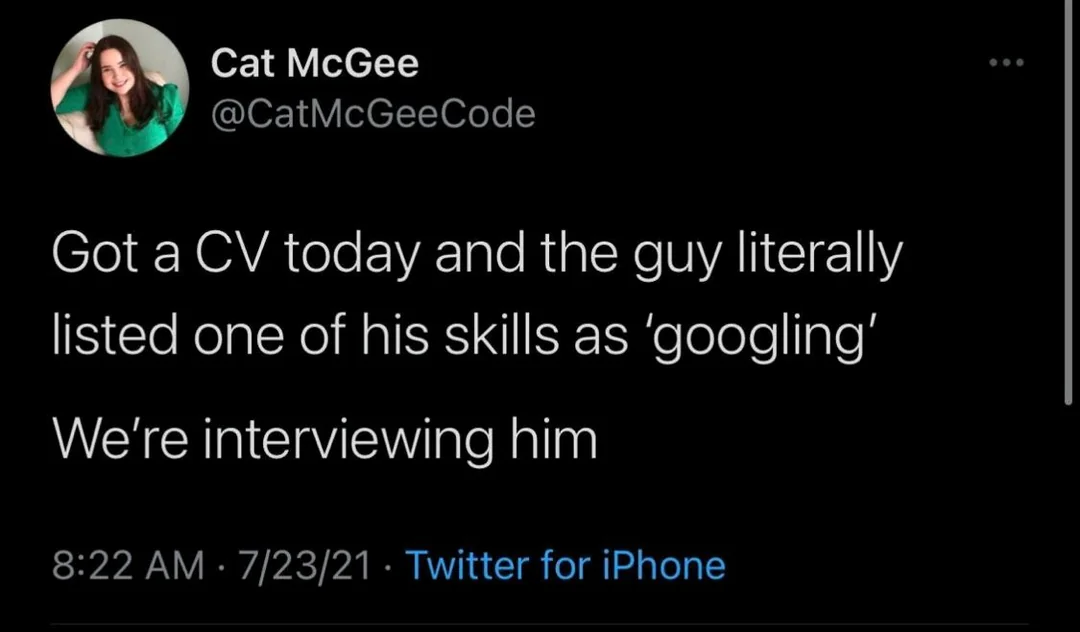 Cat McGee
@CatMcGeeCode
Got a CV today and the guy literally
listed one of his skills as ‘googling’
We’re interviewing him
8:22 AM · 7/23/21 · Twitter for iPhone